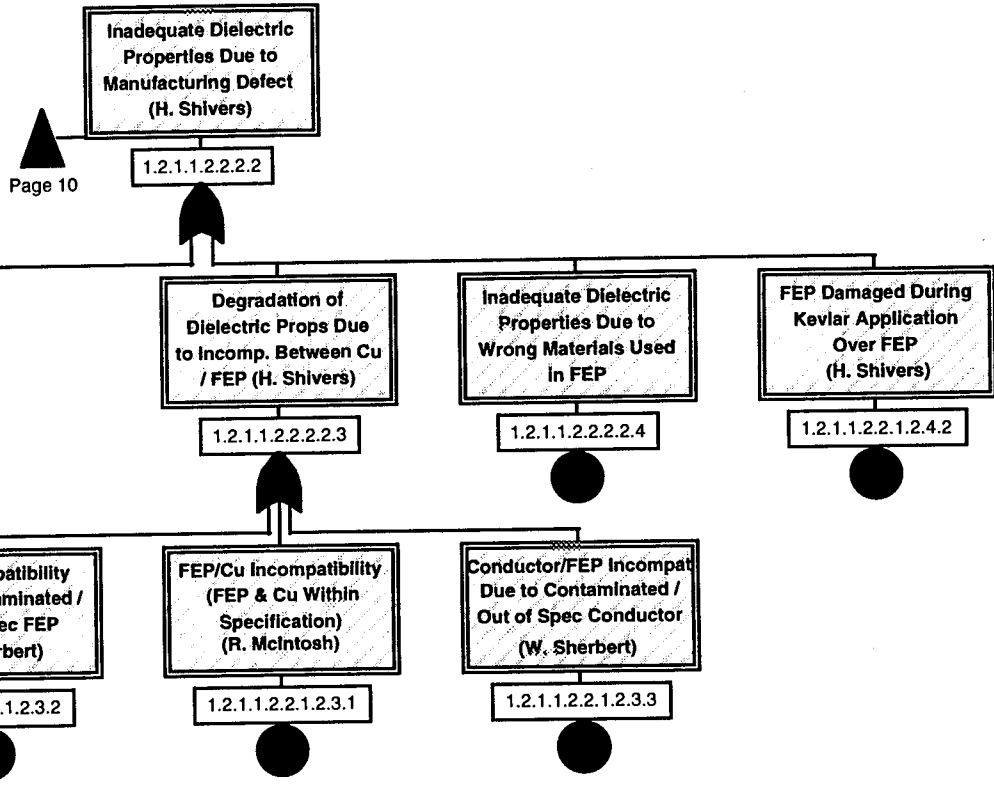 Inadequate Dielectric
Properties Due to
Manufacturing Defect
(H. Shivers)
Page 10
1.2.1.1.2.2.2.2
Degradation of
Dielectric Props Due
to Incomp. Between Cu
/ FEP (H. Shivers)
1.2.1.1.2.2.2.2.3
Inadequate Dielectric
Properties Due to
Wrong Materials Used
in FEP
1.2.1.1.2.2.2.2.4
FEP Damaged During
Kevlar Application
Over FEP
(H. Shivers)
1.2.1.1.2.2.1.2.4.2
patibility
aminated /
ec FEP
rbert)
.1.2.3.2
FEP/Cu Incompatibility
(FEP & Cu Within
Specification)
(R. McIntosh)
1.2.1.1.2.2.1.2.3.1
Conductor/FEP Incompat
Due to Contaminated /
Out of Spec Conductor
(W. Sherbert)
1.2.1.1.2.2.1.2.3.3